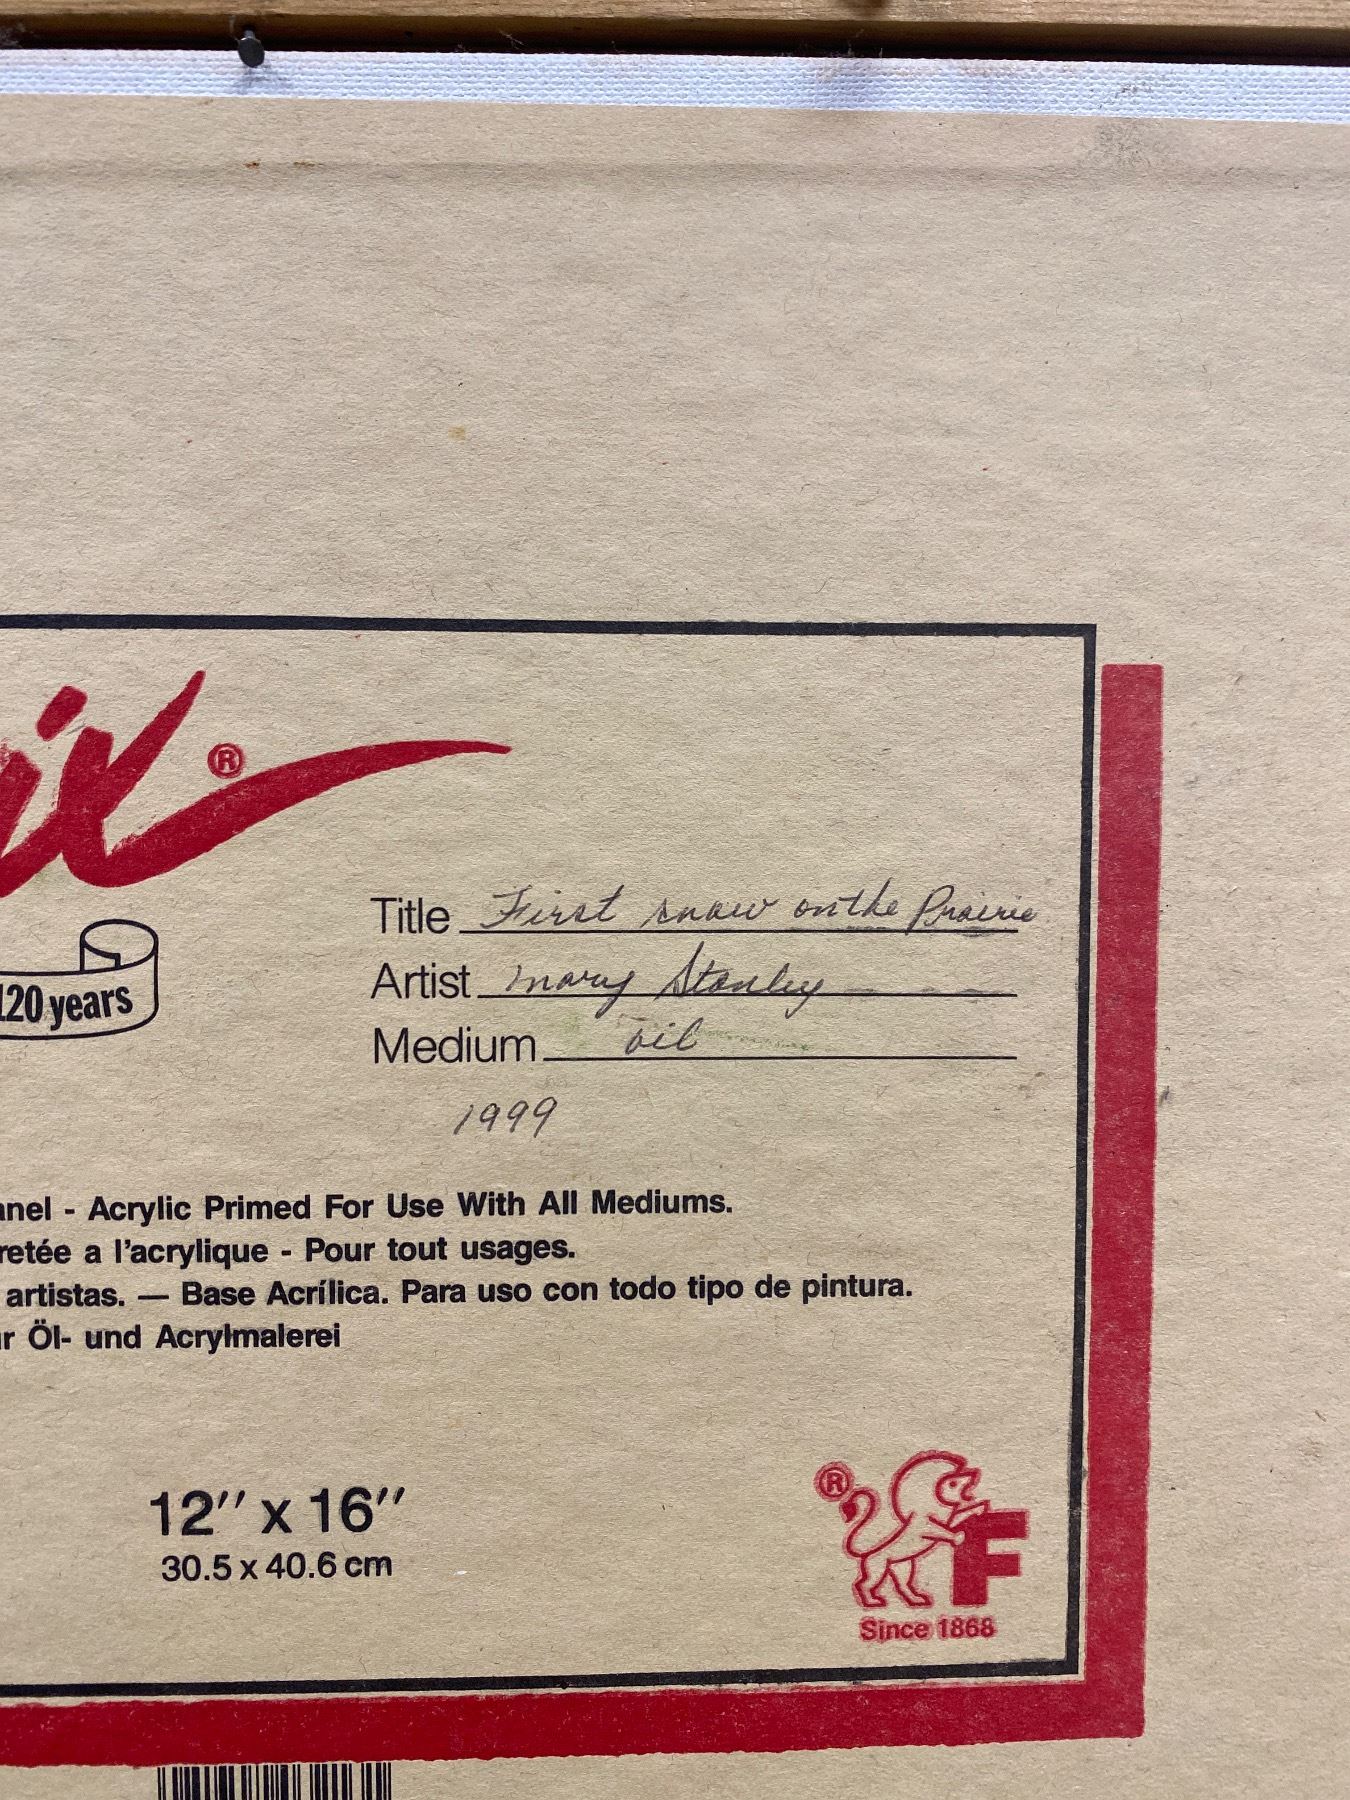 ®
Title First snow on the Prairie
120 years
Artist Mary Stanley
Medium oil
1999
anel - Acrylic Primed For Use With All Mediums.
retée a l'acrylique - Pour tout usages.
artistas. — Base Acrílica. Para uso con todo tipo de pintura.
r Öl- und Acrylmalerei
12" x 16"
30.5 x 40.6 cm
®
F
Since 1868